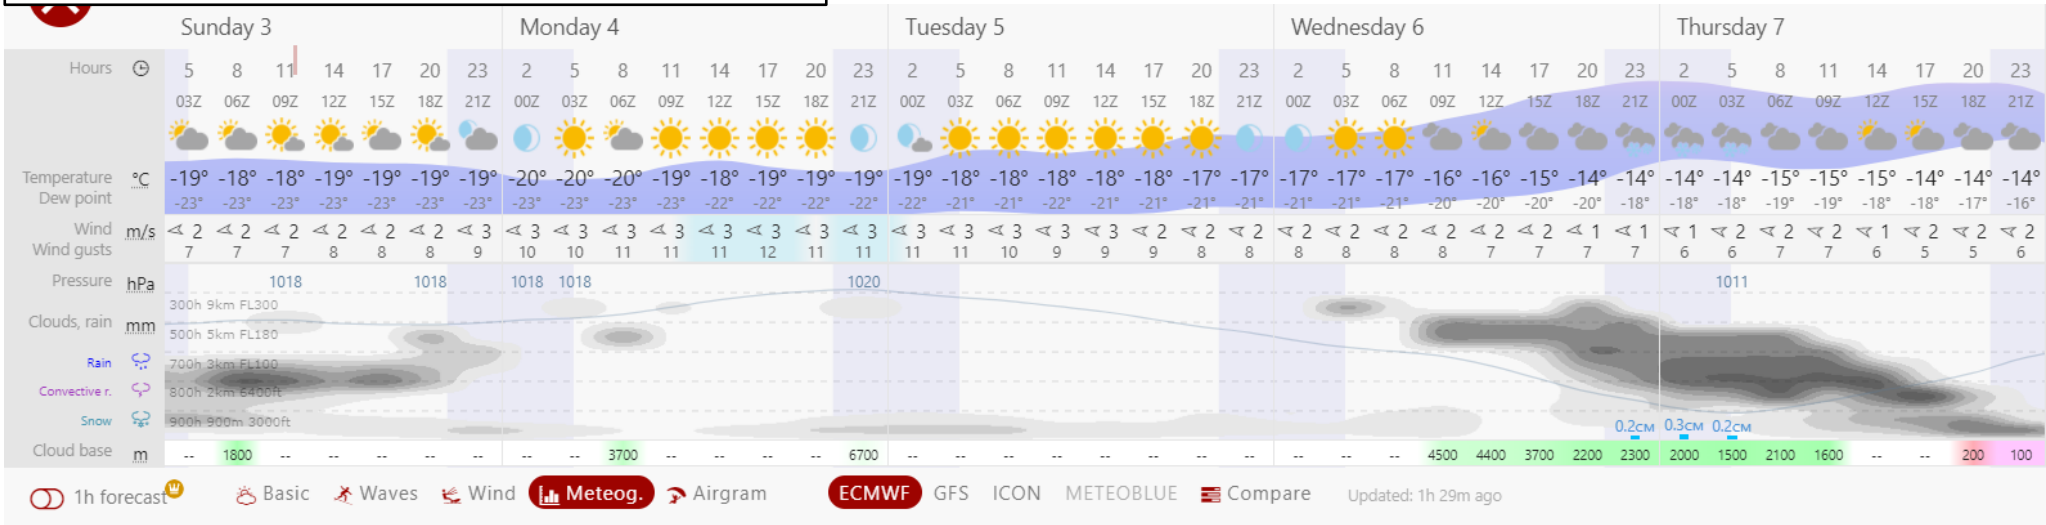 Sunday 3 Monday 4 Tuesday 5 Wednesday 6 Thursday 7
Hours 5 8 11 14 17 20 23 2 5 8 11 14 17 20 23 2 5 8 11 14 17 20 23 2 5 8 11 14 17 20 23 2 5 8 11 14 17 20 23
03Z 06Z 09Z 12Z 15Z 18Z 21Z 00Z 03Z 06Z 09Z 12Z 15Z 18Z 21Z 00Z 03Z 06Z 09Z 12Z 15Z 18Z 21Z 00Z 03Z 06Z 09Z 12Z 15Z 18Z 21Z 00Z 03Z 06Z 09Z 12Z 15Z 18Z 21Z
Temperature °C -19° -18° -18° -19° -19° -19° -19° -20° -20° -20° -19° -18° -19° -19° -19° -19° -18° -18° -18° -18° -18° -17° -17° -17° -17° -17° -16° -16° -15° -14° -14° -14° -14° -15° -15° -15° -14° -14° -14°
Dew point -23° -23° -23° -23° -23° -23° -23° -23° -23° -23° -23° -22° -23° -22° -22° -22° -21° -22° -21° -22° -21° -21° -21° -21° -21° -21° -20° -20° -20° -20° -18° -18° -18° -19° -19° -18° -18° -17° -16°
Wind m/s 2 2 2 2 2 2 3 3 3 3 3 3 3 3 3 3 3 3 3 3 2 2 2 2 2 2 2 2 2 1 1 1 2 2 2 1 2 2 2
Wind gusts 7 7 7 8 8 8 9 10 10 11 11 11 12 11 11 11 11 10 9 9 9 8 8 8 8 8 8 7 7 7 7 6 6 7 7 6 5 5 6
Pressure hPa 1018 1018 1018 1018 1020 1011
300h 9km FL300
Clouds, rain mm
500h 5km FL180
Rain 700h 3km FL100
Convective r. 800h 2km 6400ft
Snow 900h 900m 3000ft 0.2см 0.3см 0.2см
Cloud base m -- 1800 -- -- -- -- -- -- -- 3700 -- -- -- -- 6700 -- -- -- -- -- -- -- -- -- -- -- 4500 4400 3700 2200 2300 2000 1500 2100 1600 -- -- 200 100
1h forecast Basic Waves Wind Meteog. Airgram ECMWF GFS ICON METEOBLUE Compare Updated: 1h 29m ago